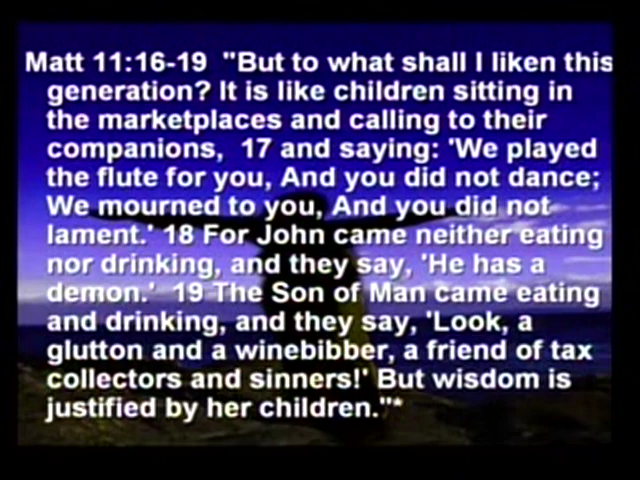 Matt 11:16-19 "But to what shall I liken this
generation? It is like children sitting in
the marketplaces and calling to their
companions, 17 and saying: 'We played
the flute for you, And you did not dance;
We mourned to you, And you did not
lament.' 18 For John came neither eating
nor drinking, and they say, 'He has a
demon.' 19 The Son of Man came eating
and drinking, and they say, 'Look, a
glutton and a winebibber, a friend of tax
collectors and sinners!' But wisdom is
justified by her children."*